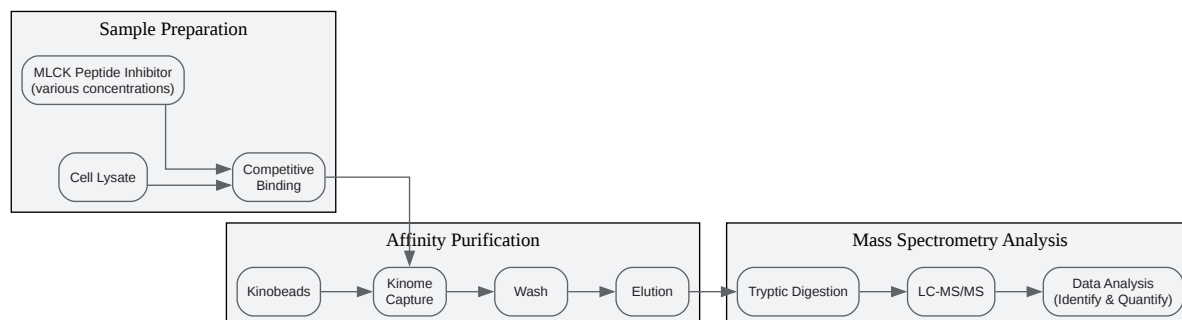 Sample Preparation
MLCK Peptide Inhibitor
(various concentrations)
Cell Lysate
Competitive
Binding
Affinity Purification
Kinobeads
Kinome
Capture
Wash
Elution
Mass Spectrometry Analysis
Tryptic Digestion
LC-MS/MS
Data Analysis
(Identify & Quantify)